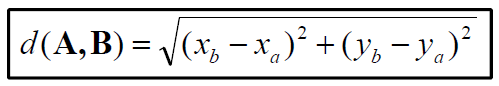 d(A,B) = √((x_b − x_a)² + (y_b − y_a)²)